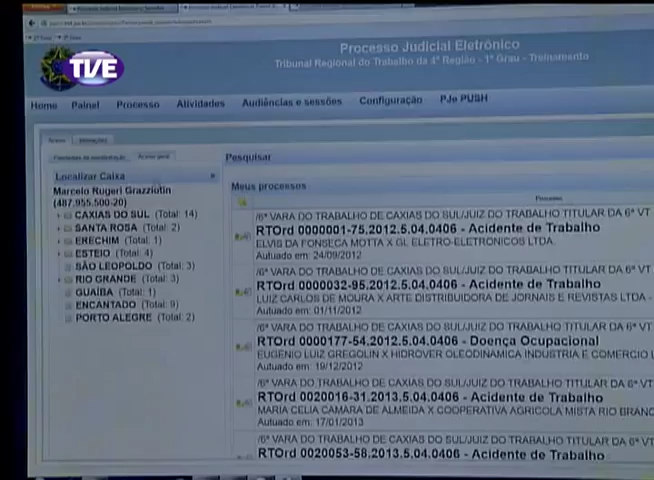 TVE
Processo Judicial Eletrônico
Tribunal Regional do Trabalho da 4ª Região - 1º Grau - Treinamento
Home Painel Processo Atividades Audiências e sessões Configuração PJe PUSH
Acervo geral
Localizar Caixa
Marcelo Rugeri Grazziotin
(487.955.500-20)
CAXIAS DO SUL (Total: 14)
SANTA ROSA (Total: 2)
ERECHIM (Total: 1)
ESTEIO (Total: 4)
SÃO LEOPOLDO (Total: 3)
RIO GRANDE (Total: 3)
GUAÍBA (Total: 1)
ENCANTADO (Total: 9)
PORTO ALEGRE (Total: 2)
Pesquisar
Meus processos
Processo
/6ª VARA DO TRABALHO DE CAXIAS DO SUL/JUIZ DO TRABALHO TITULAR DA 6ª VT
RTOrd 0000001-75.2012.5.04.0406 - Acidente de Trabalho
ELVIS DA FONSECA MOTTA X GL ELETRO-ELETRONICOS LTDA.
Autuado em: 24/09/2012
/6ª VARA DO TRABALHO DE CAXIAS DO SUL/JUIZ DO TRABALHO TITULAR DA 6ª VT
RTOrd 0000032-95.2012.5.04.0406 - Acidente de Trabalho
LUIZ CARLOS DE MOURA X ARTE DISTRIBUIDORA DE JORNAIS E REVISTAS LTDA -
Autuado em: 01/11/2012
/6ª VARA DO TRABALHO DE CAXIAS DO SUL/JUIZ DO TRABALHO TITULAR DA 6ª VT
RTOrd 0000177-54.2012.5.04.0406 - Doença Ocupacional
EUGENIO LUIZ GREGOLIN X HIDROVER OLEODINAMICA INDUSTRIA E COMERCIO L
Autuado em: 19/12/2012
/6ª VARA DO TRABALHO DE CAXIAS DO SUL/JUIZ DO TRABALHO TITULAR DA 6ª VT
RTOrd 0020016-31.2013.5.04.0406 - Acidente de Trabalho
MARIA CELIA CAMARA DE ALMEIDA X COOPERATIVA AGRICOLA MISTA RIO BRANC
Autuado em: 17/01/2013
/6ª VARA DO TRABALHO DE CAXIAS DO SUL/JUIZ DO TRABALHO TITULAR DA 6ª VT
RTOrd 0020053-58.2013.5.04.0406 - Acidente de Trabalho